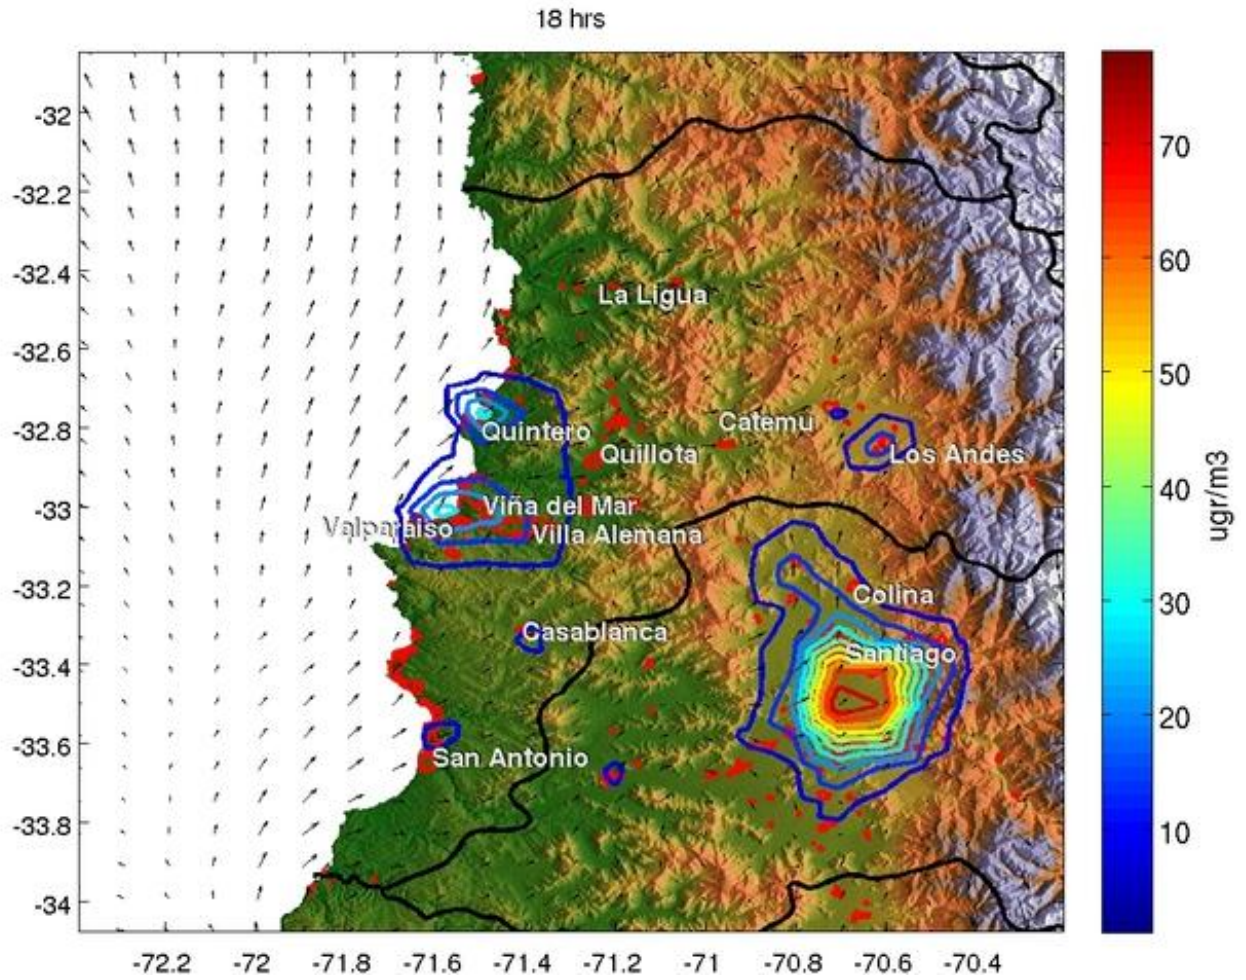 18 hrs
-32
-32.2
-32.4
-32.6
-32.8
-33
-33.2
-33.4
-33.6
-33.8
-34
La Ligua
Quintero
Catemu
Quillota
Los Andes
Viña del Mar
Valparaiso
Villa Alemana
Colina
Casablanca
Santiago
San Antonio
70
60
50
40
30
20
10
ugr/m3
-72.2 -72 -71.8 -71.6 -71.4 -71.2 -71 -70.8 -70.6 -70.4